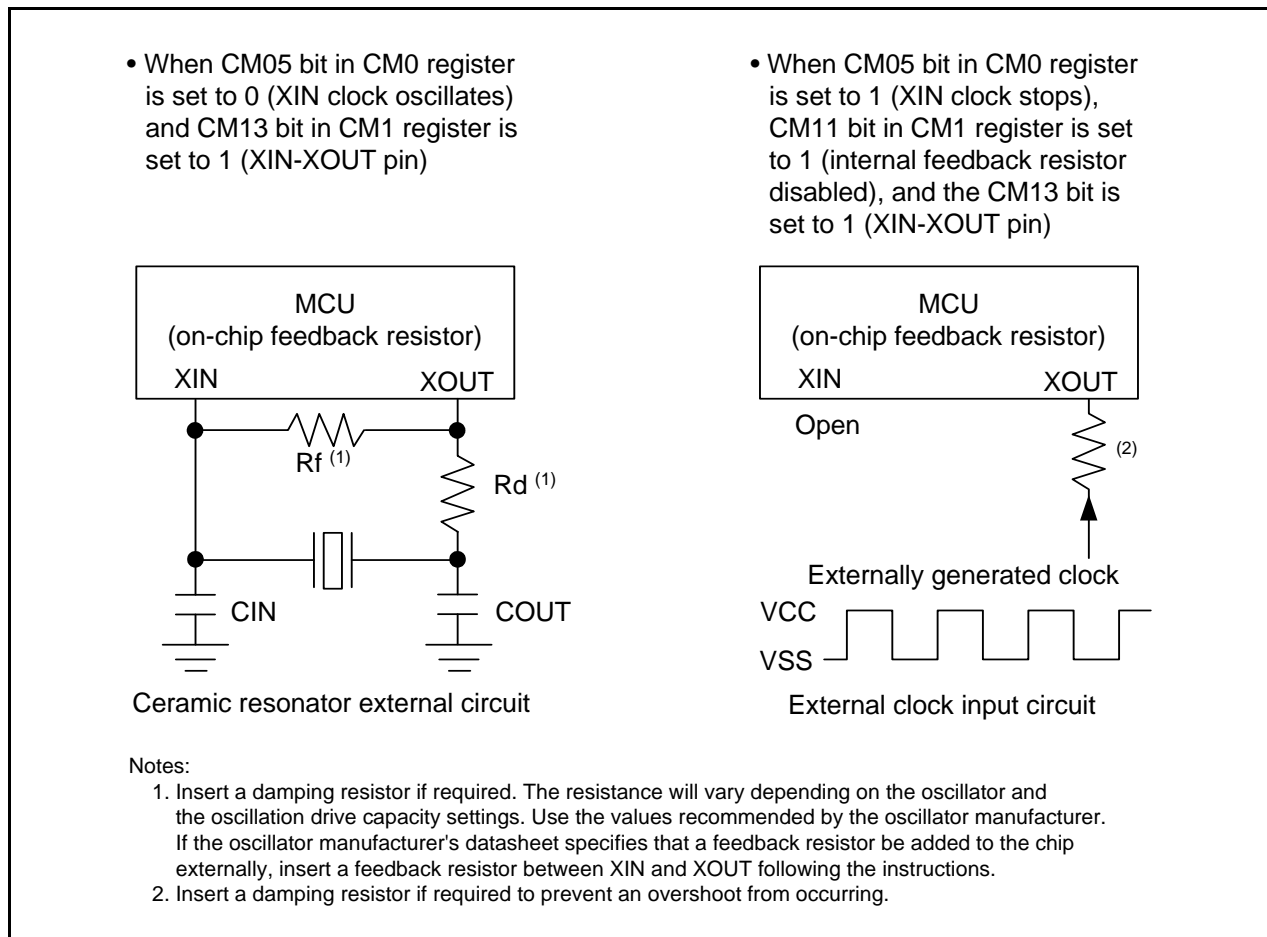 • When CM05 bit in CM0 register
is set to 0 (XIN clock oscillates)
and CM13 bit in CM1 register is
set to 1 (XIN-XOUT pin)
MCU
(on-chip feedback resistor)
XIN
XOUT
Rf (1)
Rd (1)
CIN
COUT
Ceramic resonator external circuit
• When CM05 bit in CM0 register
is set to 1 (XIN clock stops),
CM11 bit in CM1 register is set
to 1 (internal feedback resistor
disabled), and the CM13 bit is
set to 1 (XIN-XOUT pin)
MCU
(on-chip feedback resistor)
XIN
XOUT
Open
(2)
Externally generated clock
VCC
VSS
External clock input circuit
Notes:
1. Insert a damping resistor if required. The resistance will vary depending on the oscillator and
the oscillation drive capacity settings. Use the values recommended by the oscillator manufacturer.
If the oscillator manufacturer's datasheet specifies that a feedback resistor be added to the chip
externally, insert a feedback resistor between XIN and XOUT following the instructions.
2. Insert a damping resistor if required to prevent an overshoot from occurring.